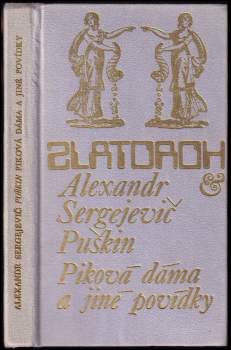 ALEXANDR SERGEJEVIČ PUŠKIN PIKOVÁ DÁMA A JINÉ POVÍDKY
ZLATOROH
&
Alexandr
Sergejevič
Puškin
Piková dáma
a jiné povídky